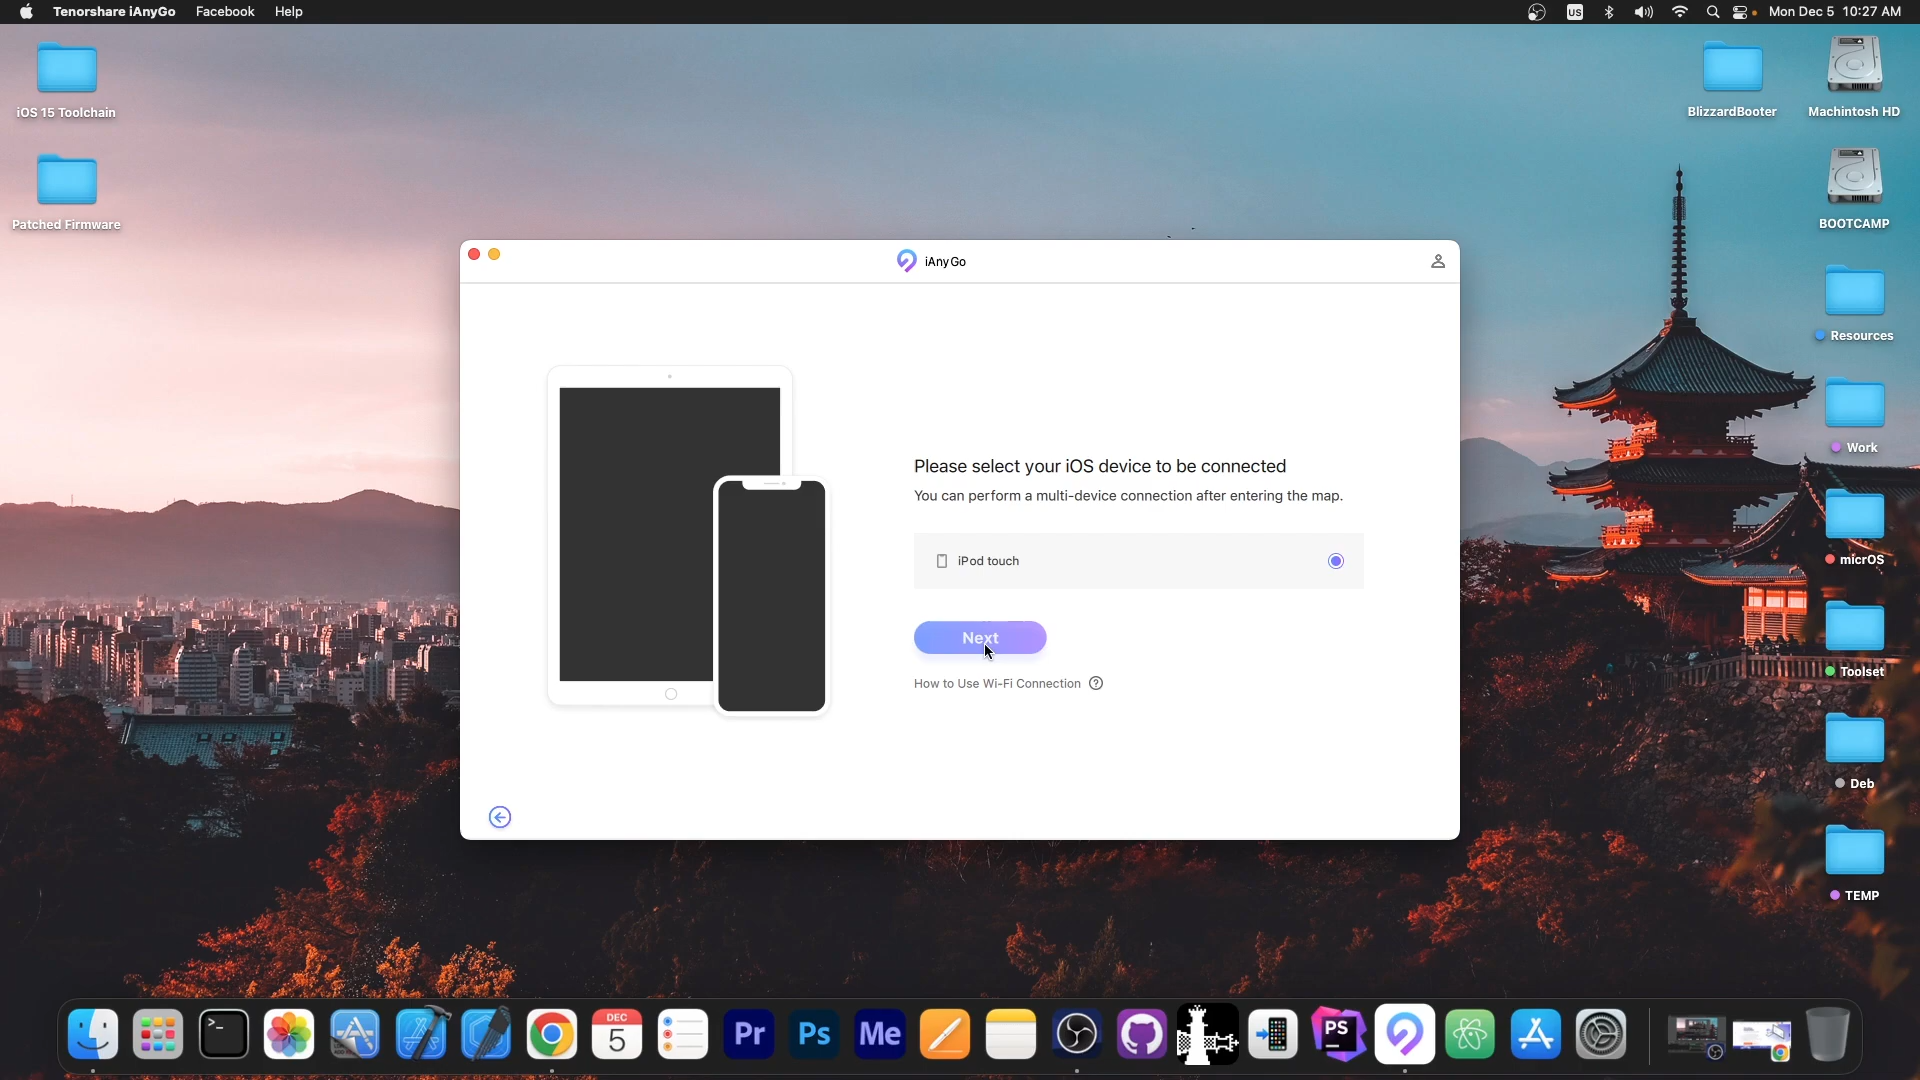 Tenorshare iAnyGo Facebook Help
US Mon Dec 5 10:27 AM
iOS 15 Toolchain
Patched Firmware
BlizzardBooter
Machintosh HD
BOOTCAMP
Resources
Work
micrOS
Toolset
Deb
TEMP
iAnyGo
Please select your iOS device to be connected
You can perform a multi-device connection after entering the map.
iPod touch
Next
How to Use Wi-Fi Connection ?
>_
DEC
5
Pr
Ps
Me
PS